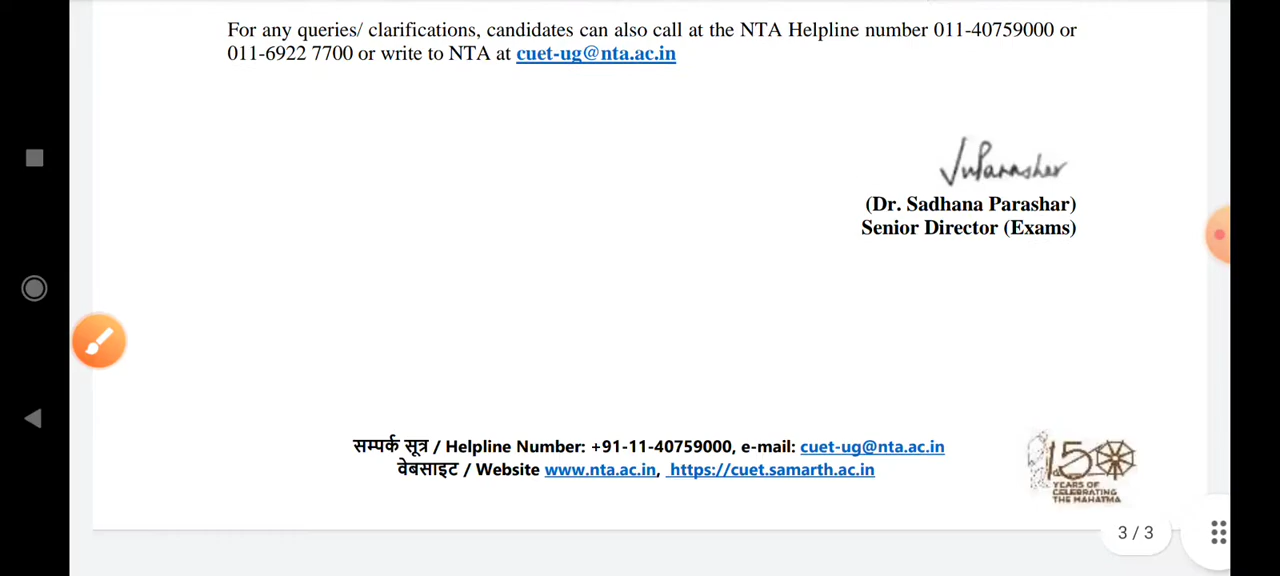 For any queries/ clarifications, candidates can also call at the NTA Helpline number 011-40759000 or
011-6922 7700 or write to NTA at cuet-ug@nta.ac.in
(Dr. Sadhana Parashar)
Senior Director (Exams)
सम्पर्क सूत्र / Helpline Number: +91-11-40759000, e-mail: cuet-ug@nta.ac.in
वेबसाइट / Website www.nta.ac.in, https://cuet.samarth.ac.in
150
YEARS OF
CELEBRATING
THE MAHATMA
3 / 3